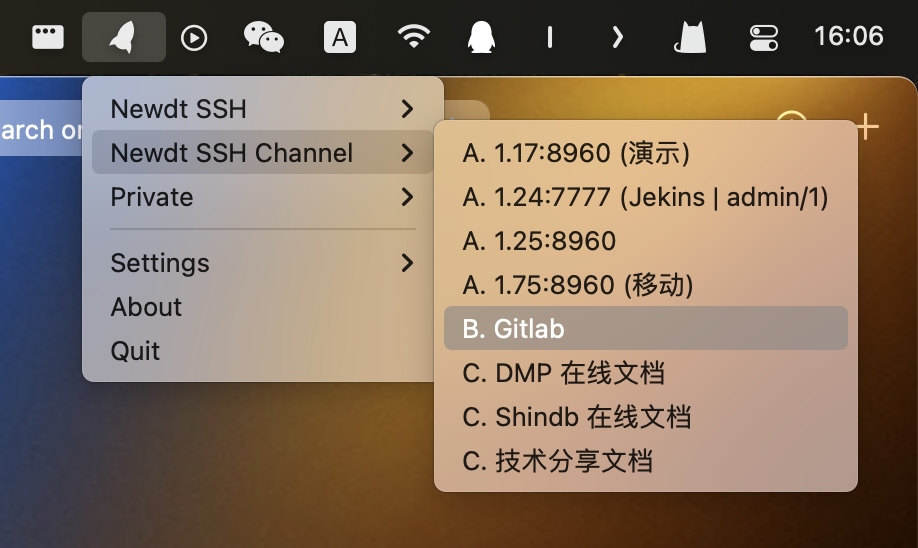 A
16:06
arch or
Newdt SSH
Newdt SSH Channel
Private
Settings
About
Quit
A. 1.17:8960 (演示)
A. 1.24:7777 (Jekins | admin/1)
A. 1.25:8960
A. 1.75:8960 (移动)
B. Gitlab
C. DMP 在线文档
C. Shindb 在线文档
C. 技术分享文档